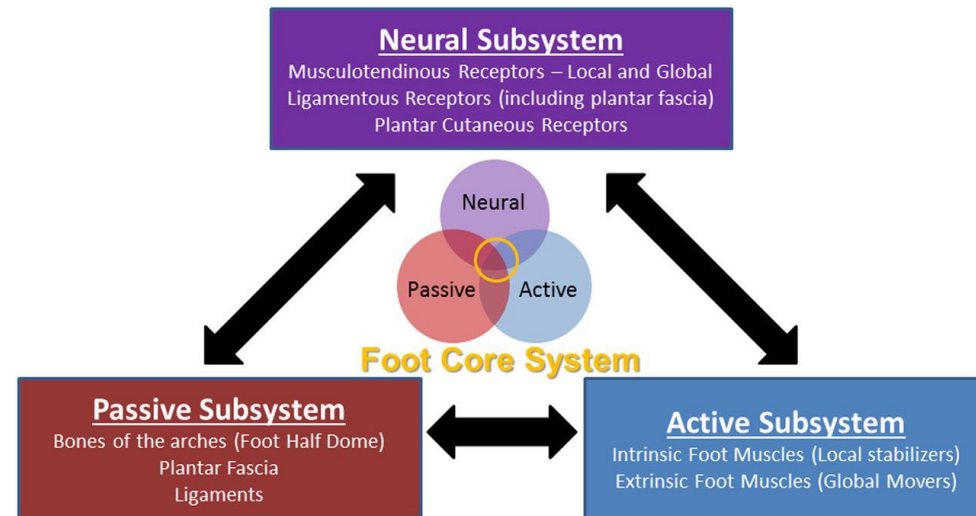 Neural Subsystem
Musculotendinous Receptors – Local and Global
Ligamentous Receptors (including plantar fascia)
Plantar Cutaneous Receptors
Neural
Passive
Active
Foot Core System
Passive Subsystem
Bones of the arches (Foot Half Dome)
Plantar Fascia
Ligaments
Active Subsystem
Intrinsic Foot Muscles (Local stabilizers)
Extrinsic Foot Muscles (Global Movers)